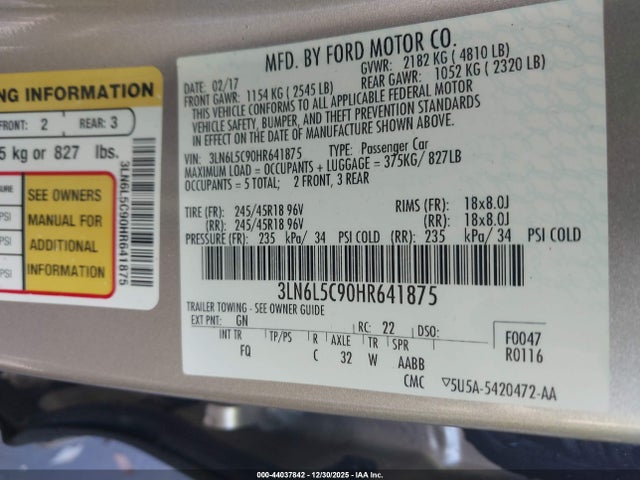 NG INFORMATION
FRONT: 2 REAR: 3
5 kg or 827 lbs.
SEE OWNERS
MANUAL FOR
ADDITIONAL
INFORMATION
PSI
PSI
PSI
3LN6L5C90HR641875
MFD. BY FORD MOTOR CO.
02/17 GVWR: 2182 KG ( 4810 LB)
FRONT GAWR: 1154 KG ( 2545 LB) REAR GAWR: 1052 KG ( 2320 LB)
THIS VEHICLE CONFORMS TO ALL APPLICABLE FEDERAL MOTOR
VEHICLE SAFETY, BUMPER, AND THEFT PREVENTION STANDARDS
IN EFFECT ON THE DATE OF MANUFACTURE SHOWN ABOVE.
VIN: 3LN6L5C90HR641875 TYPE: Passenger Car
MAXIMUM LOAD = OCCUPANTS + LUGGAGE = 375KG/ 827LB
OCCUPANTS = 5 TOTAL; 2 FRONT, 3 REAR
TIRE (FR): 245/45R18 96V RIMS (FR): 18x8.0J
(RR): 245/45R18 96V (RR): 18x8.0J
PRESSURE (FR): 235 kPa/ 34 PSI COLD (RR): 235 kPa/ 34 PSI COLD
3LN6L5C90HR641875
TRAILER TOWING - SEE OWNER GUIDE
EXT PNT: GN RC: 22 DSO:
INT TR TP/PS R AXLE TR SPR
FQ C 32 W AABB
CMC
F0047
R0116
▽5U5A-5420472-AA
000-44037842 - 12/30/2025 - IAA Inc.